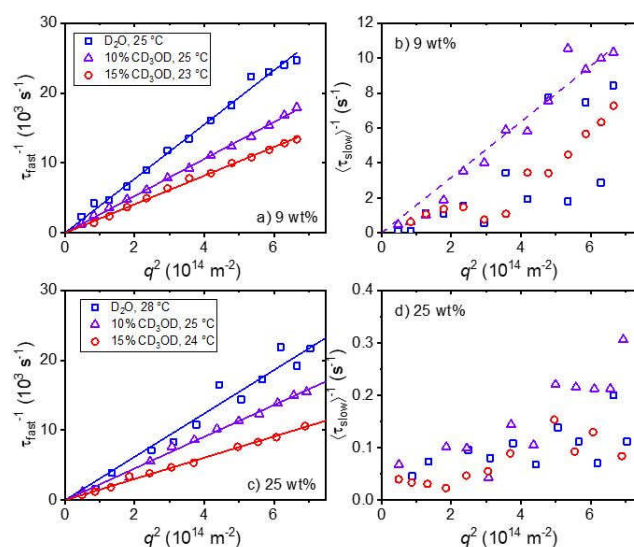 30
20
10
0
τfast⁻¹ (10³ s⁻¹)
D₂O, 25 °C
10% CD₃OD, 25 °C
15% CD₃OD 23 °C
a) 9 wt%
0 2 4 6
q² (10¹⁴ m⁻²)
12
10
8
6
4
2
0
⟨τslow⟩⁻¹ (s⁻¹)
b) 9 wt%
0 2 4 6
q² (10¹⁴ m⁻²)
30
20
10
0
τfast⁻¹ (10³ s⁻¹)
D₂O, 28 °C
10% CD₃OD, 25 °C
15% CD₃OD, 24 °C
c) 25 wt%
0 2 4 6
q² (10¹⁴ m⁻²)
0.4
0.3
0.2
0.1
0.0
⟨τslow⟩⁻¹ (s⁻¹)
d) 25 wt%
0 2 4 6
q² (10¹⁴ m⁻²)